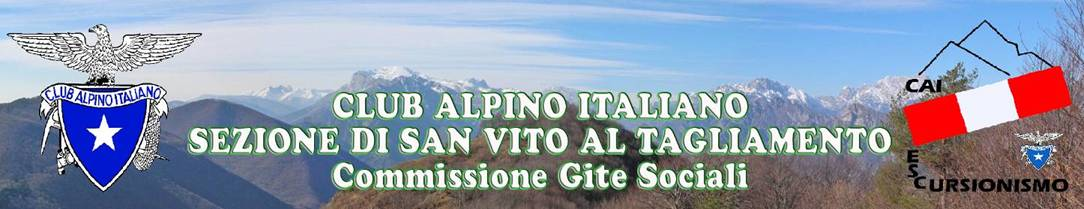 CLUB ALPINO ITALIANO
CLUB ALPINO ITALIANO
SEZIONE DI SAN VITO AL TAGLIAMENTO
Commissione Gite Sociali
CAI
ESCURSIONISMO